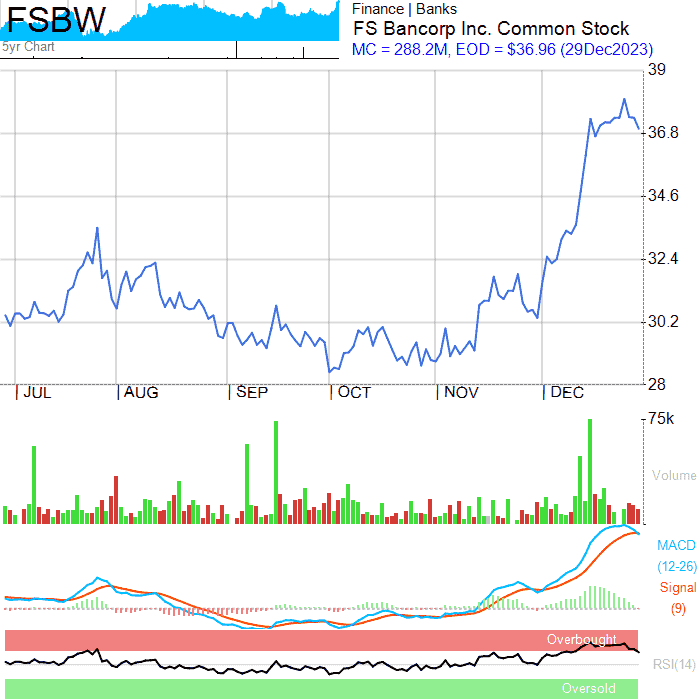 FSBW
5yr Chart
Finance | Banks
FS Bancorp Inc. Common Stock
MC = 288.2M, EOD = $36.96 (29Dec2023)
39
36.8
34.6
32.4
30.2
28
JUL AUG SEP OCT NOV DEC
75k
Volume
MACD
(12-26)
Signal
(9)
Overbought
RSI(14)
Oversold